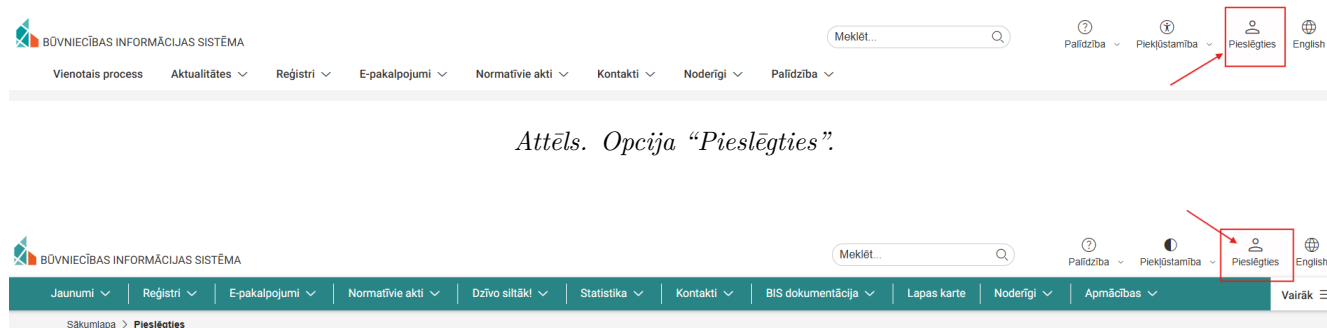 Meklēt...
Palīdzība Piekļūstamība Pieslēgties English
BŪVNIECĪBAS INFORMĀCIJAS SISTĒMA
Vienotais process Aktualitātes Reģistri E-pakalpojumi Normatīvie akti Kontakti Noderīgi Palīdzība
Attēls. Opcija “Pieslēgties”.
Meklēt...
Palīdzība Piekļūstamība Pieslēgties English
BŪVNIECĪBAS INFORMĀCIJAS SISTĒMA
Jaunumi Reģistri E-pakalpojumi Normatīvie akti Dzīvo siltāk! Statistika Kontakti BIS dokumentācija Lapas karte Noderīgi Apmācības Vairāk
Sākumlapa > Pieslēgties